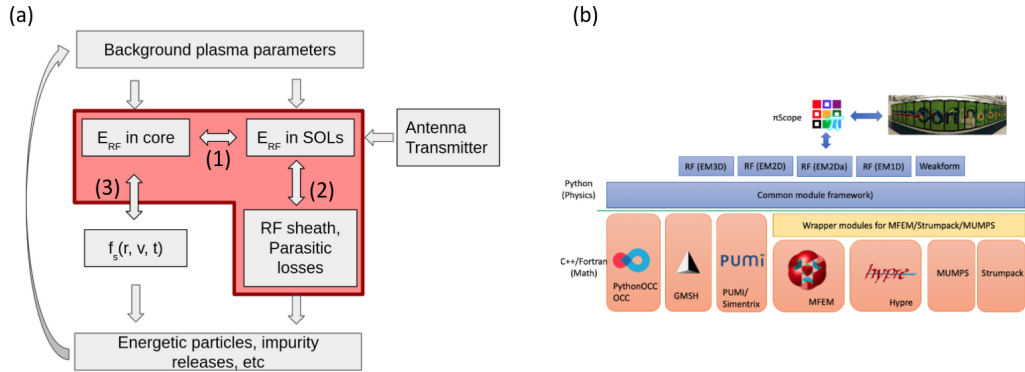 (a)
Background plasma parameters
E_RF in core
(1)
E_RF in SOLs
Antenna
Transmitter
(3)
(2)
f_s(r, v, t)
RF sheath,
Parasitic
losses
Energetic particles, impurity
releases, etc
(b)
πScope
Cori
RF (EM3D)
RF (EM2D)
RF (EM2Da)
RF (EM1D)
Weakform
Python
(Physics)
Common module framework)
Wrapper modules for MFEM/Strumpack/MUMPS
C++/Fortran
(Math)
PythonOCC
OCC
GMSH
PUMi
PUMI/
Simentrix
MFEM
hypre
Hypre
MUMPS
Strumpack